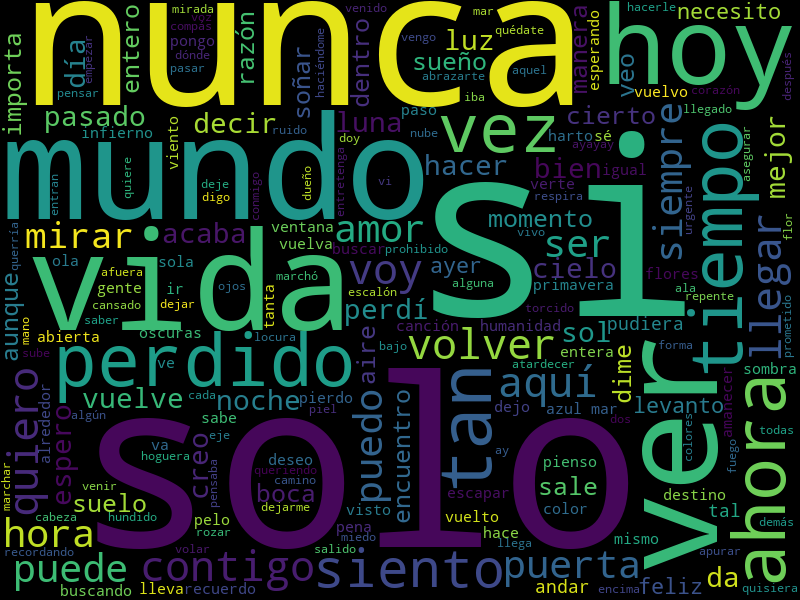 nunca
hoy
mundo
si
vida
solo
ver
tiempo
ahora
perdido
tan
vez
siento
contigo
puerta
hora
puede
quiero
aquí
volver
voy
ser
amor
mirar
acaba
pasado
decir
luna
hacer
bien
cierto
siempre
mejor
llegar
necesito
manera
luz
sueño
dentro
soñar
razón
entero
día
importa
mirada
compás
voz
pongo
dónde
pasar
empezar
pensar
haciéndome
venido
vengo
mar
quédate
hacerle
abrazarte
aquel
iba
esperando
veo
vuelvo
corazón
después
infierno
viento
ruido
doy
paso
nube
harto
sé
ayayay
llegado
además
asegurar
entran
quiere
deje
digo
conmigo
dueño
entretenga
vi
igual
verte
respira
urgente
flor
por
ventana
vuelva
buscar
prohibido
vivo
momento
cielo
ayer
alguna
primavera
flores
ala
repente
prometido
querría
aunque
ola
afuera
gente
cansado
saber
sola
ir
dejar
ojos
marchó
tanta
escalón
perdí
torcido
canción
humanidad
sol
pudiera
entera
forma
mano
sube
abierta
oscuras
locura
ve
bajo
atardecer
dime
sombra
vuelve
cada
noche
pierdo
piel
aire
puedo
encuentro
dejo
azul mar
dos
levanto
colores
amanecer
todas
alrededor
algún
espero
sabe
va
eje
hoguera
creo
pensaba
deseo
queriendo
camino
boca
dejarme
visto
ay
pienso
escapar
sale
color
destino
tal
fuego
demás
marchar
venir
suelo
cabeza
hundido
pelo
rozar
pena
miedo
vuelto
hace
mismo
apurar
recordando
volar
salido
llega
buscando
lleva
recuerdo
andar
encima
feliz
da
quisiera